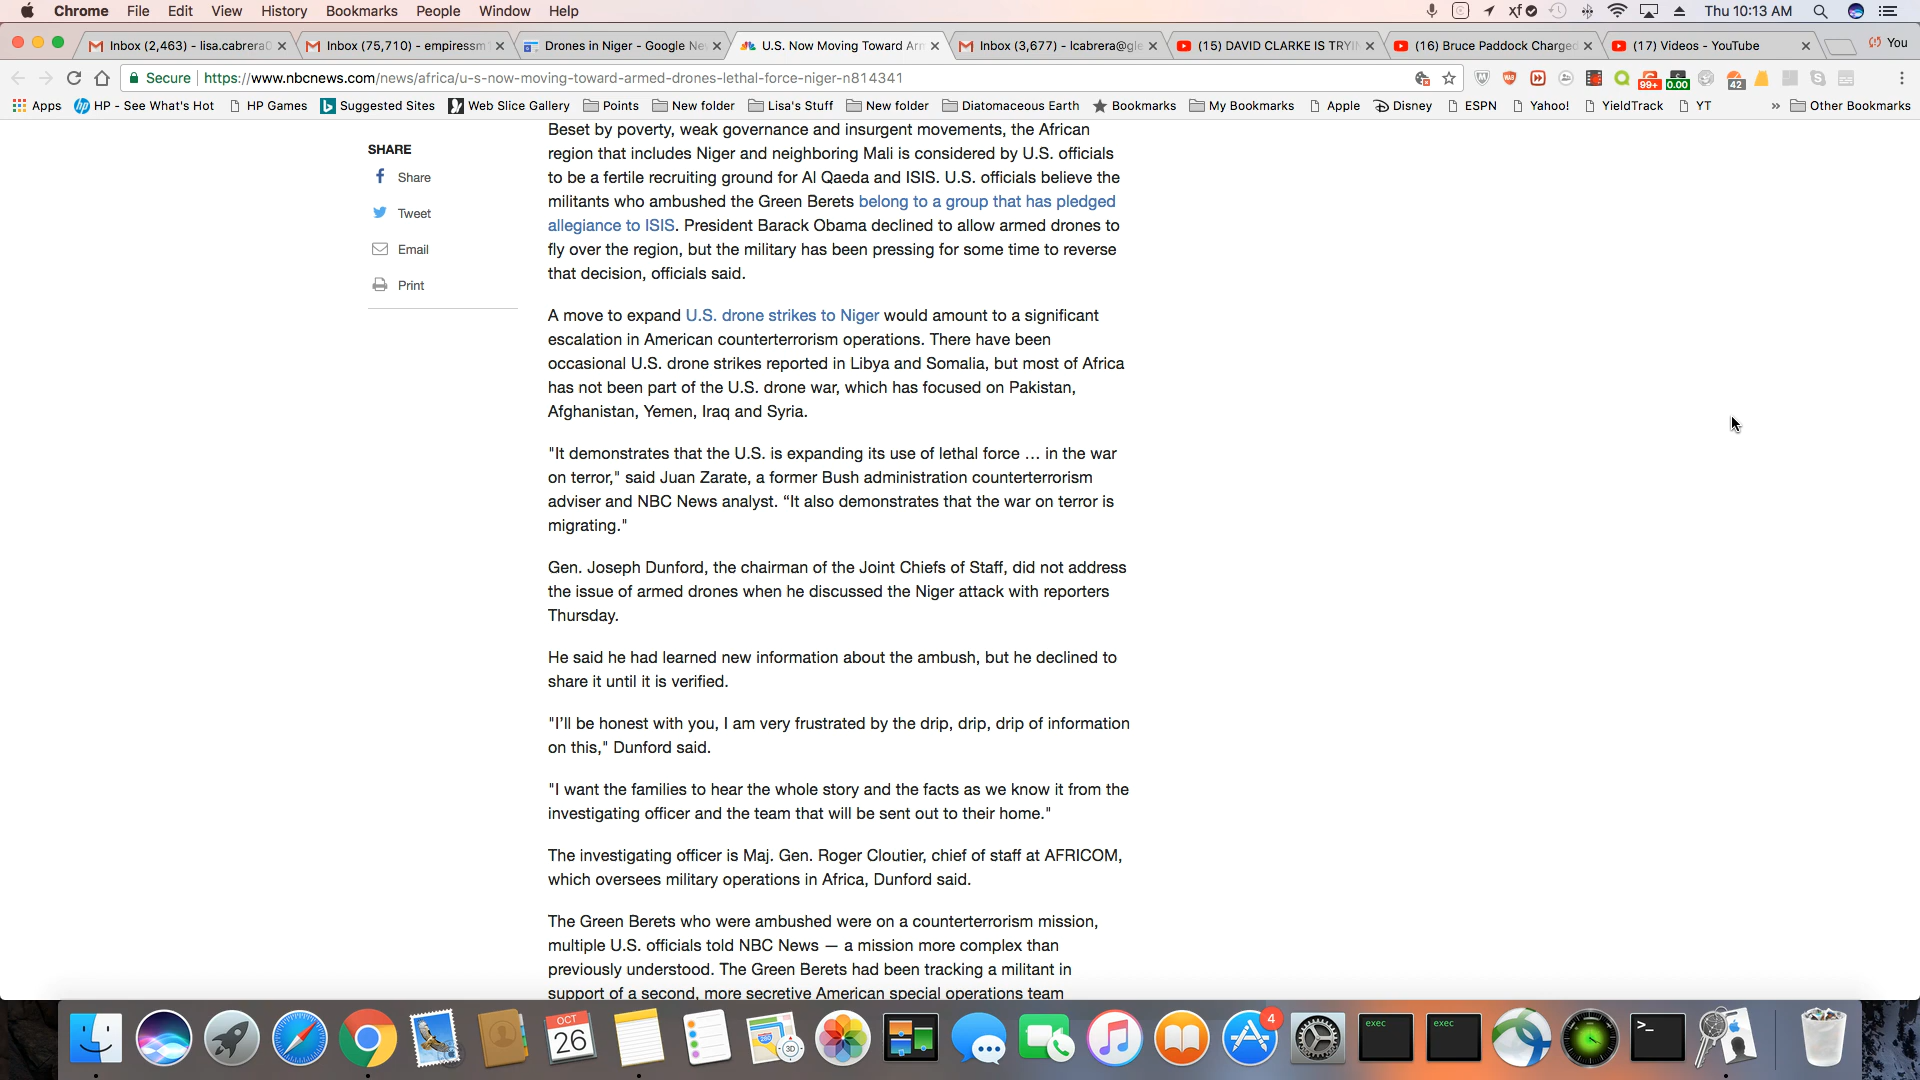 Chrome File Edit View History Bookmarks People Window Help
Thu 10:13 AM
Inbox (2,463) - lisa.cabrera
Inbox (75,710) - empiressm
Drones in Niger - Google Ne
U.S. Now Moving Toward Ar
Inbox (3,677) - lcabrera@gl
(15) DAVID CLARKE IS TRYI
(16) Bruce Paddock Charged
(17) Videos - YouTube
You
Secure https://www.nbcnews.com/news/africa/u-s-now-moving-toward-armed-drones-lethal-force-niger-n814341
99+ 0.00 42
Apps HP - See What's Hot HP Games Suggested Sites Web Slice Gallery Points New folder Lisa's Stuff New folder Diatomaceous Earth Bookmarks My Bookmarks Apple Disney ESPN Yahoo! YieldTrack YT » Other Bookmarks
SHARE
Share
Tweet
Email
Print
Beset by poverty, weak governance and insurgent movements, the African
region that includes Niger and neighboring Mali is considered by U.S. officials
to be a fertile recruiting ground for Al Qaeda and ISIS. U.S. officials believe the
militants who ambushed the Green Berets belong to a group that has pledged
allegiance to ISIS. President Barack Obama declined to allow armed drones to
fly over the region, but the military has been pressing for some time to reverse
that decision, officials said.
A move to expand U.S. drone strikes to Niger would amount to a significant
escalation in American counterterrorism operations. There have been
occasional U.S. drone strikes reported in Libya and Somalia, but most of Africa
has not been part of the U.S. drone war, which has focused on Pakistan,
Afghanistan, Yemen, Iraq and Syria.
"It demonstrates that the U.S. is expanding its use of lethal force … in the war
on terror," said Juan Zarate, a former Bush administration counterterrorism
adviser and NBC News analyst. “It also demonstrates that the war on terror is
migrating."
Gen. Joseph Dunford, the chairman of the Joint Chiefs of Staff, did not address
the issue of armed drones when he discussed the Niger attack with reporters
Thursday.
He said he had learned new information about the ambush, but he declined to
share it until it is verified.
"I’ll be honest with you, I am very frustrated by the drip, drip, drip of information
on this," Dunford said.
"I want the families to hear the whole story and the facts as we know it from the
investigating officer and the team that will be sent out to their home."
The investigating officer is Maj. Gen. Roger Cloutier, chief of staff at AFRICOM,
which oversees military operations in Africa, Dunford said.
The Green Berets who were ambushed were on a counterterrorism mission,
multiple U.S. officials told NBC News — a mission more complex than
previously understood. The Green Berets had been tracking a militant in
support of a second, more secretive American special operations team
OCT
26
3D
4
exec
exec
>_